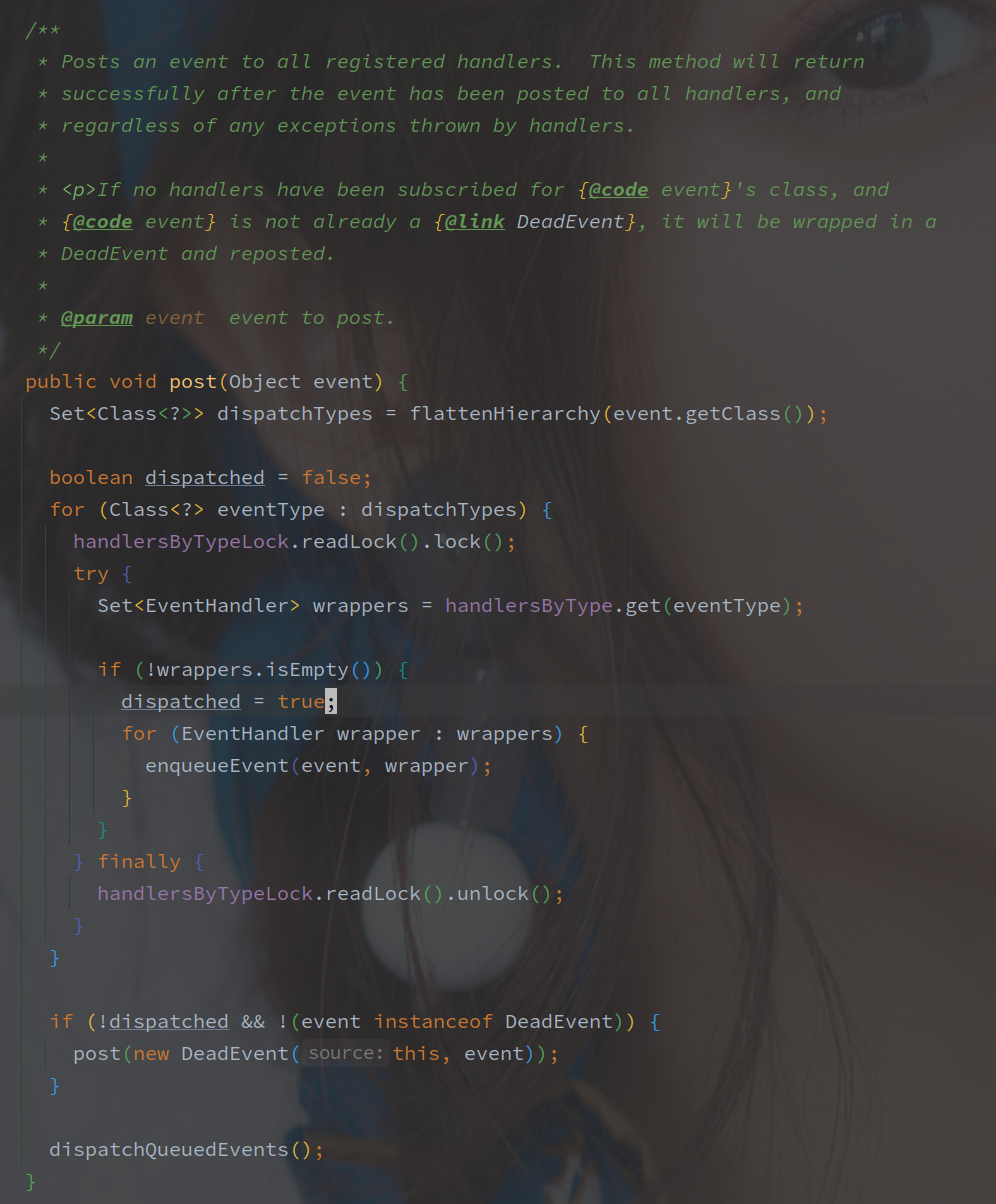 /**
 * Posts an event to all registered handlers.  This method will return
 * successfully after the event has been posted to all handlers, and
 * regardless of any exceptions thrown by handlers.
 *
 * <p>If no handlers have been subscribed for {@code event}'s class, and
 * {@code event} is not already a {@link DeadEvent}, it will be wrapped in a
 * DeadEvent and reposted.
 *
 * @param event  event to post.
 */
public void post(Object event) {
  Set<Class<?>> dispatchTypes = flattenHierarchy(event.getClass());

  boolean dispatched = false;
  for (Class<?> eventType : dispatchTypes) {
    handlersByTypeLock.readLock().lock();
    try {
      Set<EventHandler> wrappers = handlersByType.get(eventType);

      if (!wrappers.isEmpty()) {
        dispatched = true;
        for (EventHandler wrapper : wrappers) {
          enqueueEvent(event, wrapper);
        }
      }
    } finally {
      handlersByTypeLock.readLock().unlock();
    }
  }

  if (!dispatched && !(event instanceof DeadEvent)) {
    post(new DeadEvent( source: this, event));
  }

  dispatchQueuedEvents();
}